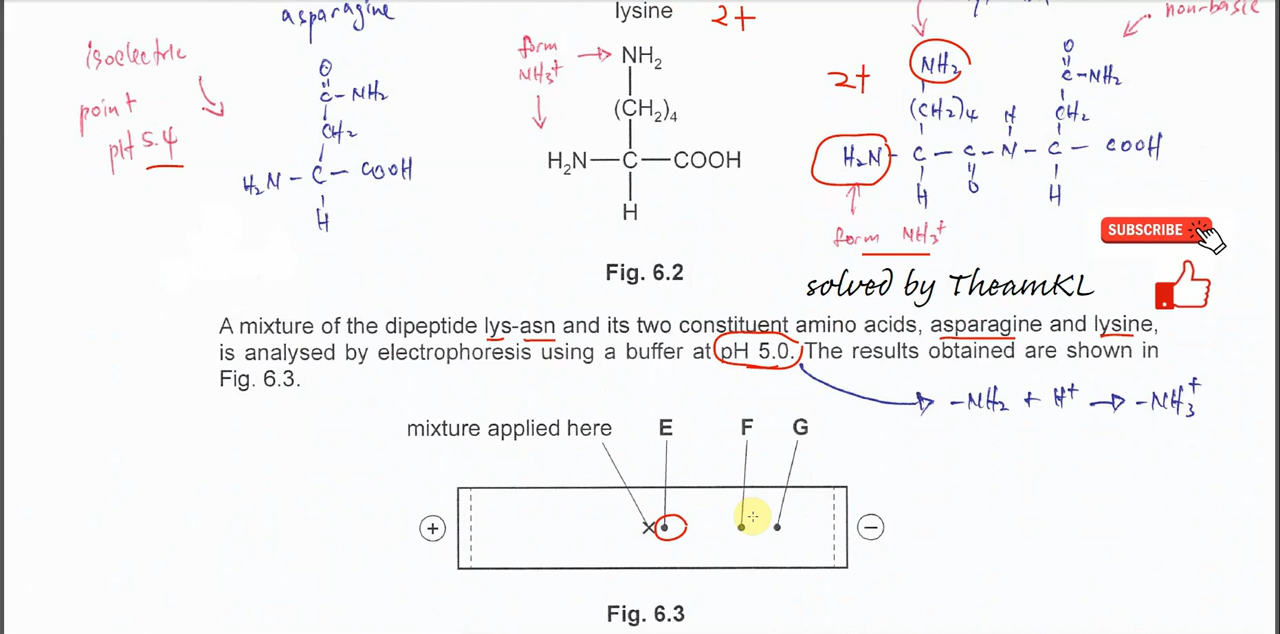 asparagine
lysine 2+
non-basic
isoelectric
point
pH 5.4
O
C - NH2
CH2
H2N - C - COOH
H
form
NH3+
NH2
(CH2)4
H2N—C—COOH
H
2+
NH2
(CH2)4
H2N - C - C - N - C - COOH
H O H H
O
C-NH2
CH2
form NH3+
SUBSCRIBE
Fig. 6.2
solved by TheamKL
A mixture of the dipeptide lys-asn and its two constituent amino acids, asparagine and lysine,
is analysed by electrophoresis using a buffer at pH 5.0. The results obtained are shown in
Fig. 6.3.
-NH2 + H+ → -NH3+
mixture applied here E F G
+ × −
Fig. 6.3